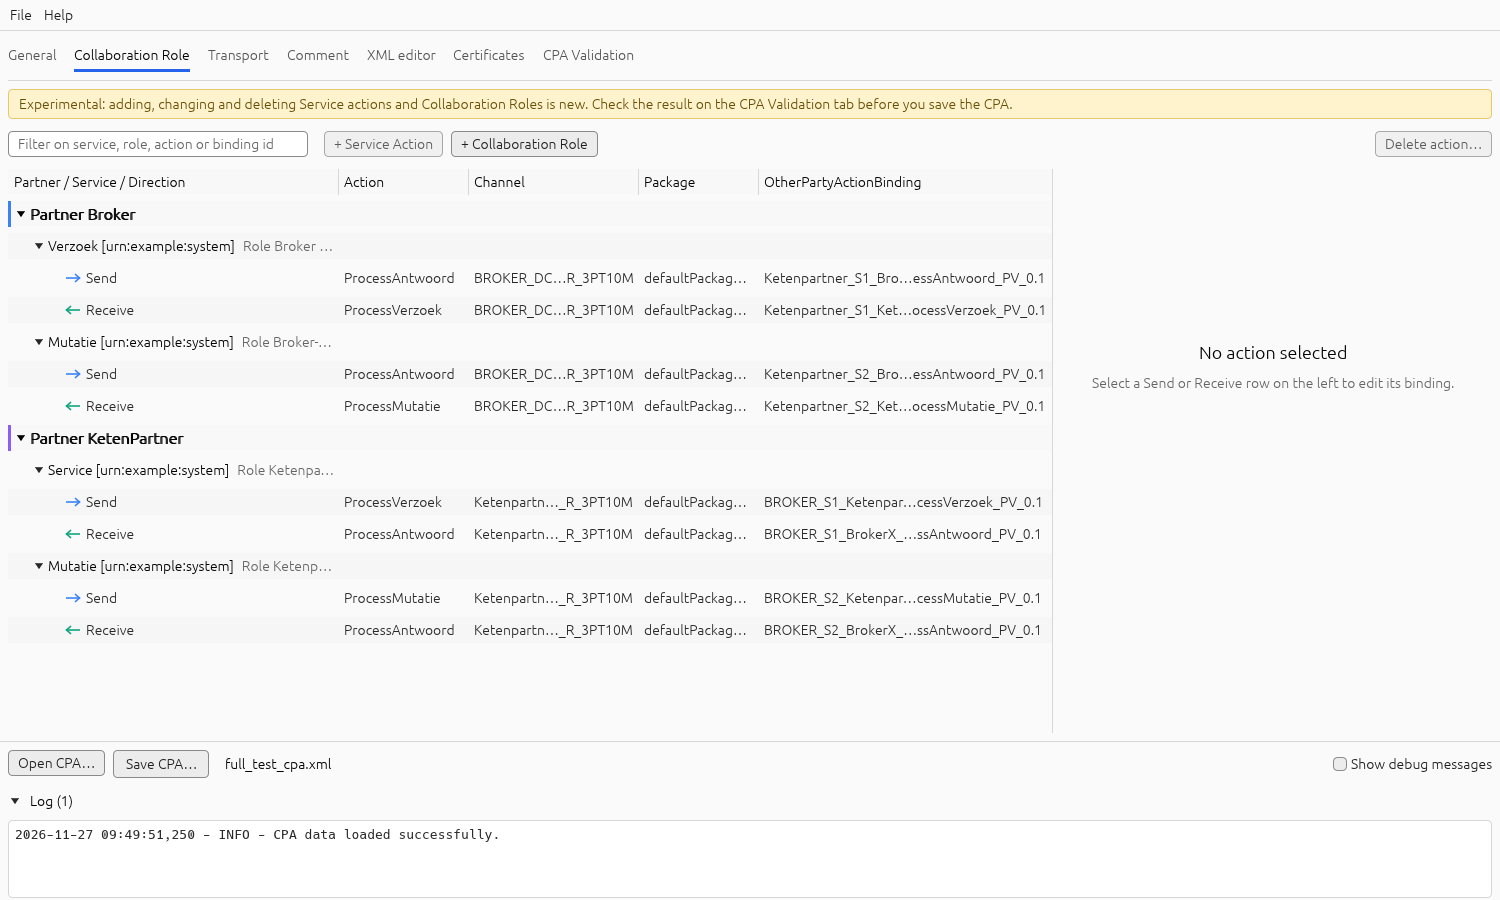 File Help
General Collaboration Role Transport Comment XML editor Certificates CPA Validation
Experimental: adding, changing and deleting Service actions and Collaboration Roles is new. Check the result on the CPA Validation tab before you save the CPA.
Filter on service, role, action or binding id + Service Action + Collaboration Role Delete action...
Partner / Service / Direction Action Channel Package OtherPartyActionBinding
Partner Broker
Verzoek [urn:example:system] Role Broker ...
Send ProcessAntwoord BROKER_DC...R_3PT10M defaultPackag... Ketenpartner_S1_Bro...essAntwoord_PV_0.1
Receive ProcessVerzoek BROKER_DC...R_3PT10M defaultPackag... Ketenpartner_S1_Ket...ocessVerzoek_PV_0.1
Mutatie [urn:example:system] Role Broker-...
Send ProcessAntwoord BROKER_DC...R_3PT10M defaultPackag... Ketenpartner_S2_Bro...essAntwoord_PV_0.1
Receive ProcessMutatie BROKER_DC...R_3PT10M defaultPackag... Ketenpartner_S2_Ket...ocessMutatie_PV_0.1
Partner KetenPartner
Service [urn:example:system] Role Ketenpa...
Send ProcessVerzoek Ketenpartn..._R_3PT10M defaultPackag... BROKER_S1_Ketenpar...cessVerzoek_PV_0.1
Receive ProcessAntwoord Ketenpartn..._R_3PT10M defaultPackag... BROKER_S1_BrokerX_...ssAntwoord_PV_0.1
Mutatie [urn:example:system] Role Ketenp...
Send ProcessMutatie Ketenpartn..._R_3PT10M defaultPackag... BROKER_S2_Ketenpar...cessMutatie_PV_0.1
Receive ProcessAntwoord Ketenpartn..._R_3PT10M defaultPackag... BROKER_S2_BrokerX_...ssAntwoord_PV_0.1
No action selected
Select a Send or Receive row on the left to edit its binding.
Open CPA... Save CPA... full_test_cpa.xml Show debug messages
Log (1)
2026-11-27 09:49:51,250 - INFO - CPA data loaded successfully.